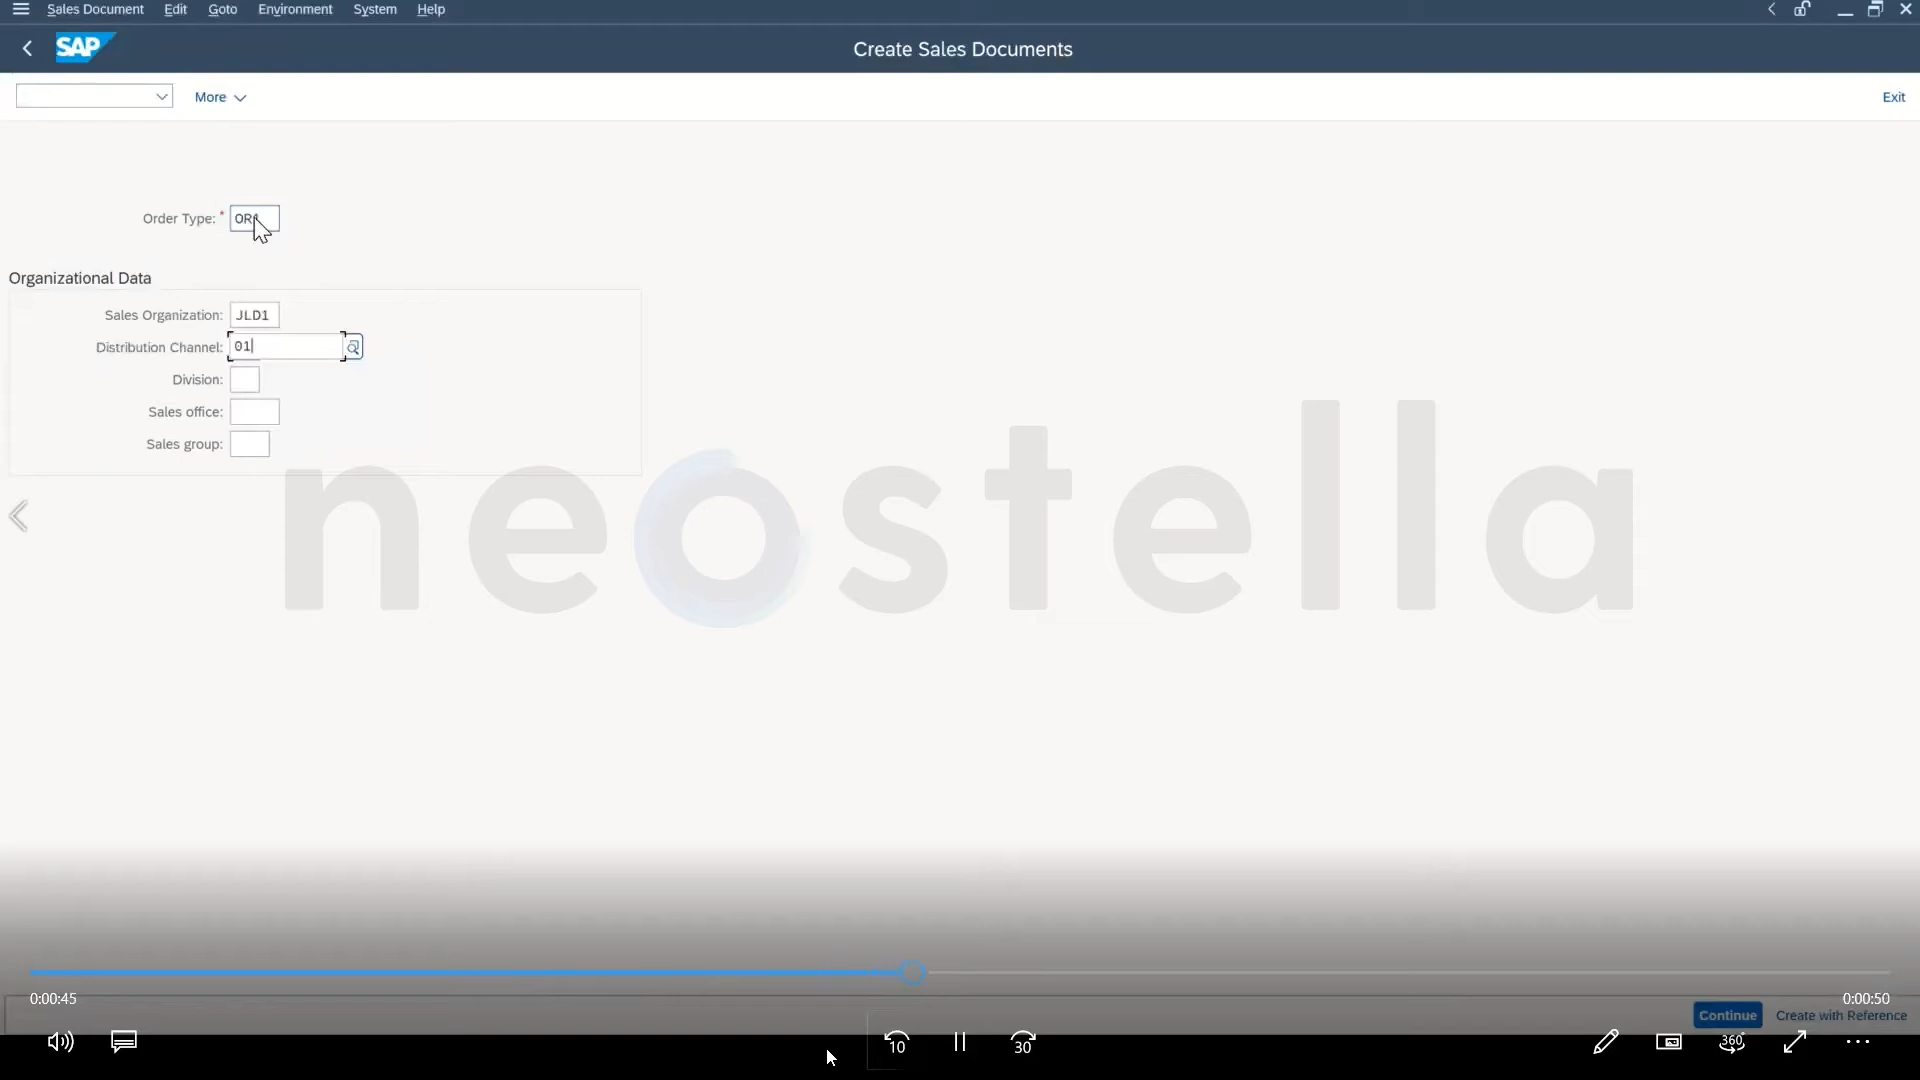 Sales Document Edit Goto Environment System Help
SAP
Create Sales Documents
More
Exit
Order Type: * OR1
Organizational Data
Sales Organization: JLD1
Distribution Channel: 01
Division:
Sales office:
Sales group:
neostella
0:00:45
0:00:50
Continue Create with Reference
10
30
360